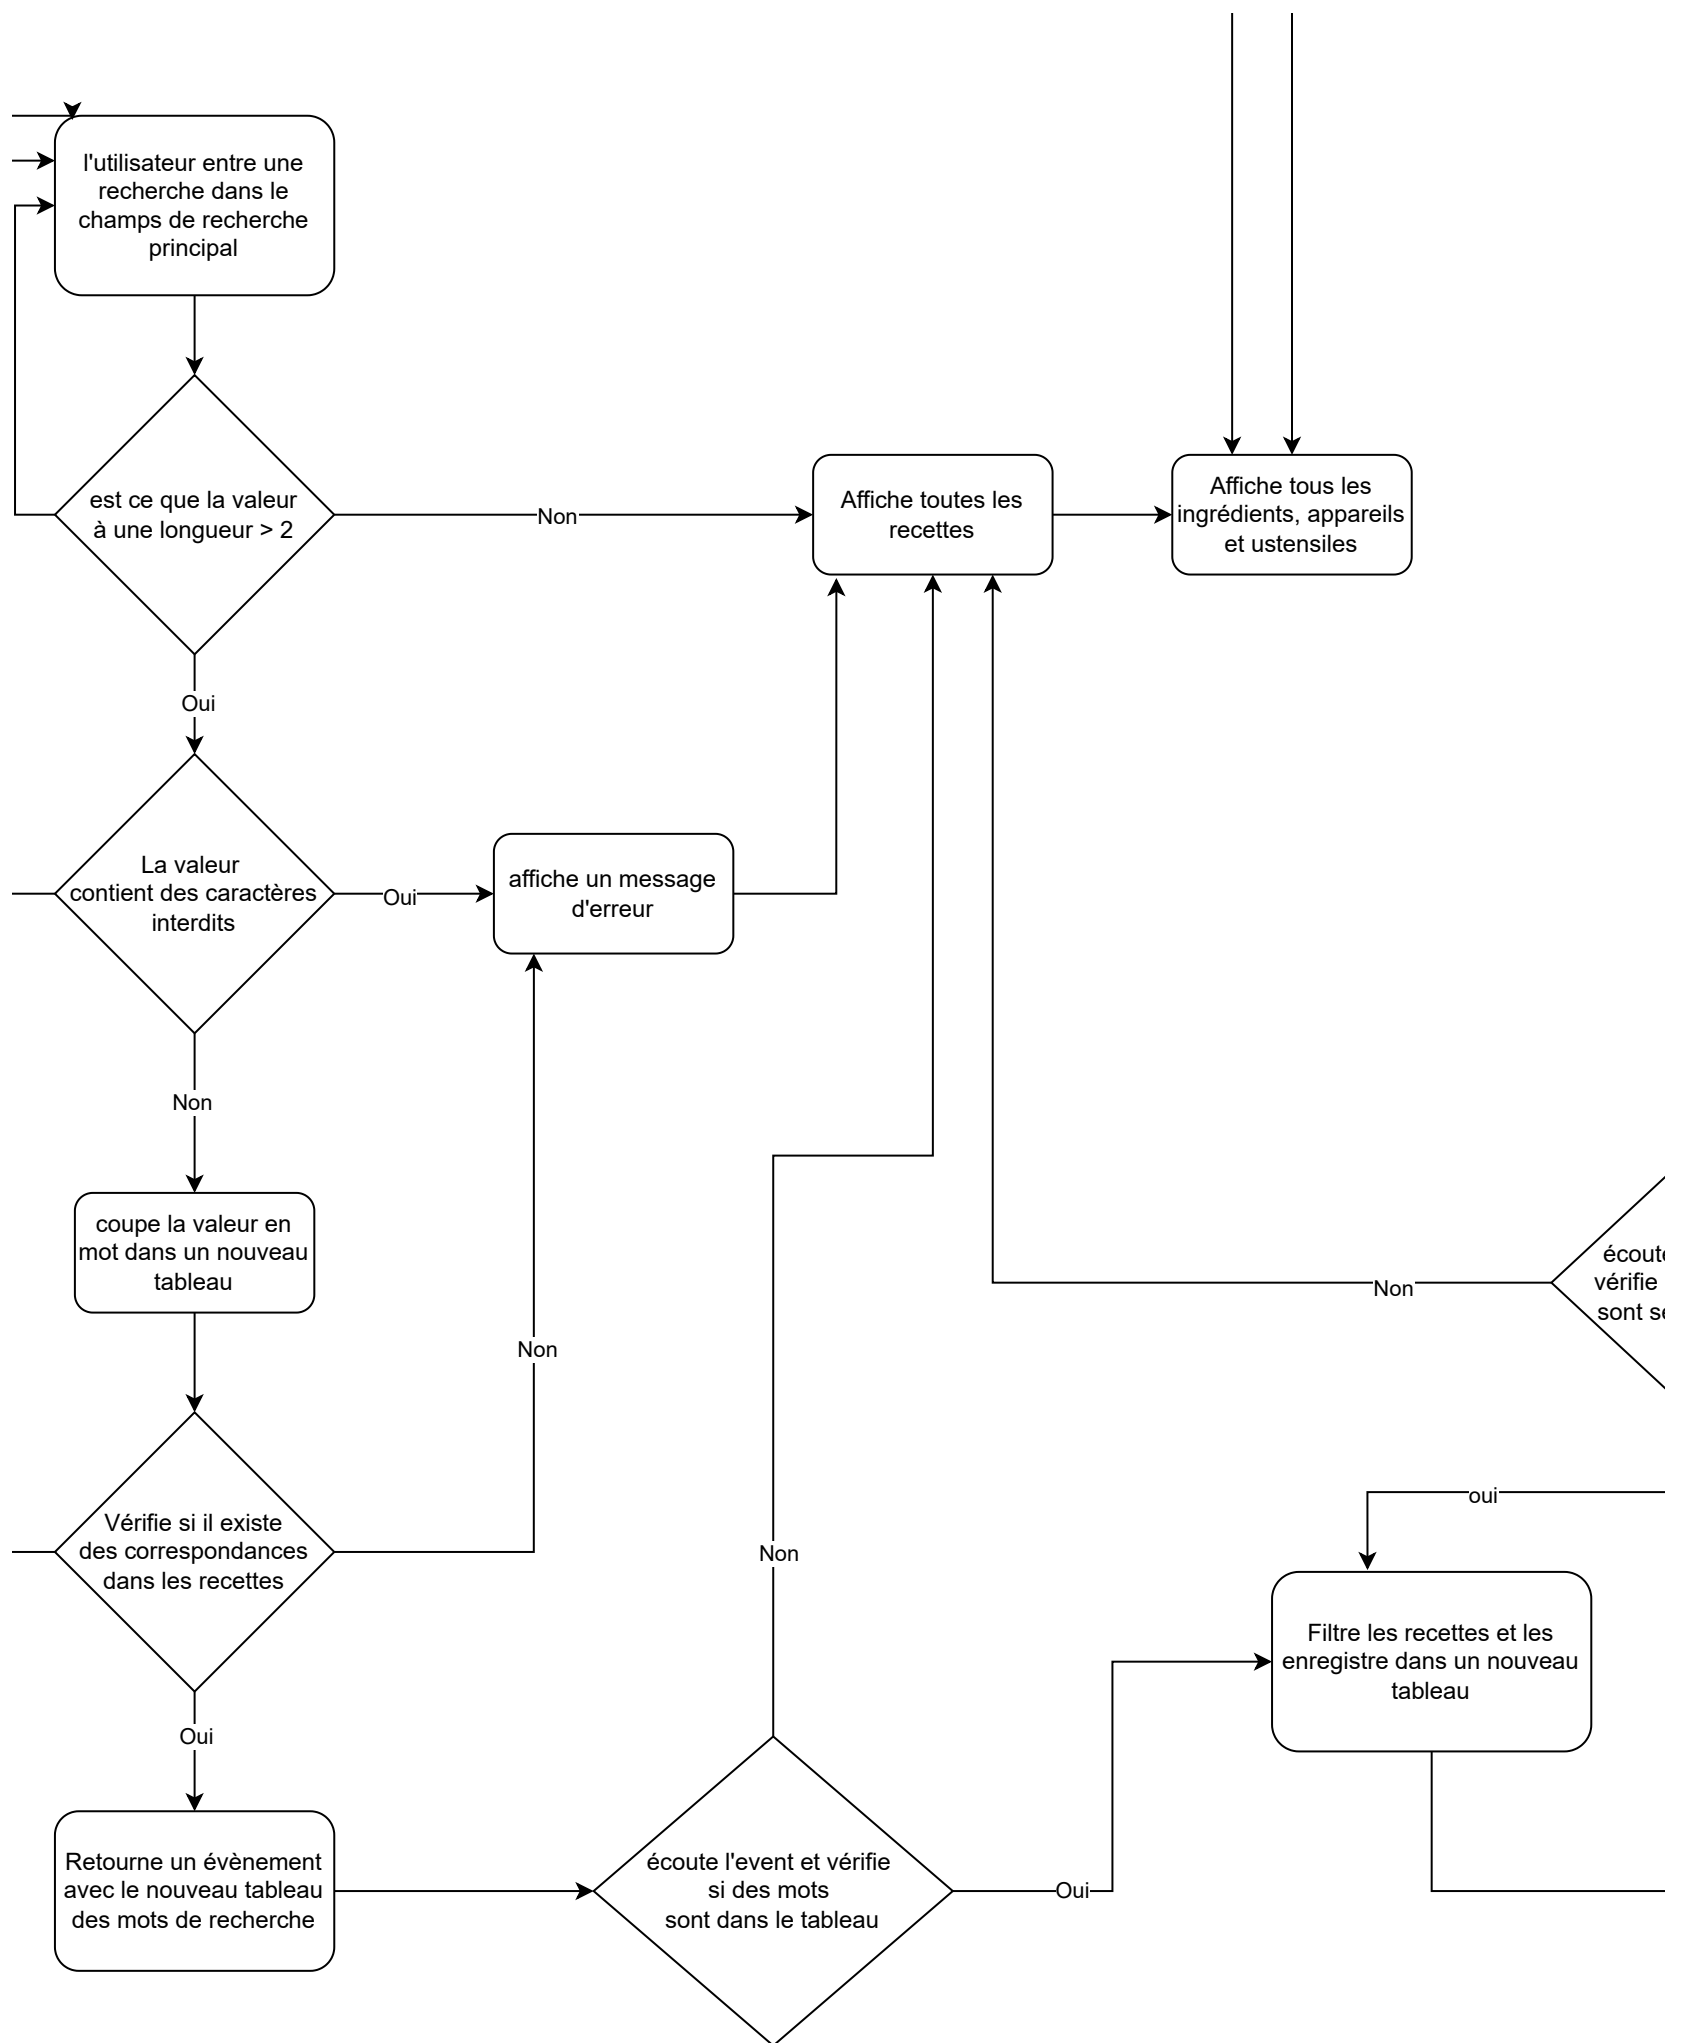 l'utilisateur entre une
recherche dans le
champs de recherche
principal
est ce que la valeur
à une longueur > 2
Non
Affiche toutes les
recettes
Affiche tous les
ingrédients, appareils
et ustensiles
Oui
La valeur
contient des caractères
interdits
Oui
affiche un message
d'erreur
Non
coupe la valeur en
mot dans un nouveau
tableau
Non
Non
vérifie
sont
Vérifie si il existe
des correspondances
dans les recettes
Non
oui
Filtre les recettes et les
enregistre dans un nouveau
tableau
Oui
Retourne un évènement
avec le nouveau tableau
des mots de recherche
écoute l'event et vérifie
si des mots
sont dans le tableau
Oui